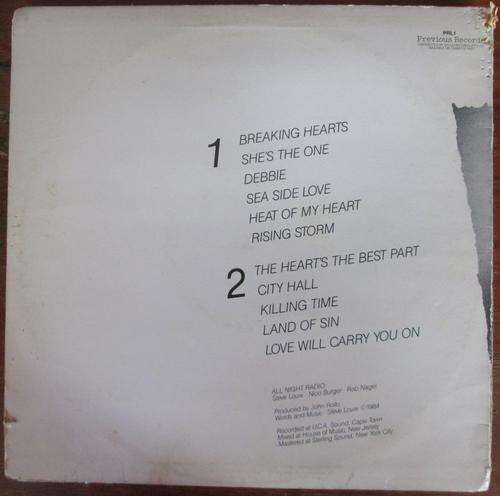 PRL1
Previous Records
1
BREAKING HEARTS
SHE'S THE ONE
DEBBIE
SEA SIDE LOVE
HEAT OF MY HEART
RISING STORM
2
THE HEART'S THE BEST PART
CITY HALL
KILLING TIME
LAND OF SIN
LOVE WILL CARRY YOU ON
ALL NIGHT RADIO
Steve Louw · Nico Burger · Rob Nagel
Produced by John Rollo
Words and Music · Steve Louw ©1984
Recorded at U.C.A. Sound, Cape Town
Mixed at House of Music, New Jersey
Mastered at Sterling Sound, New York City